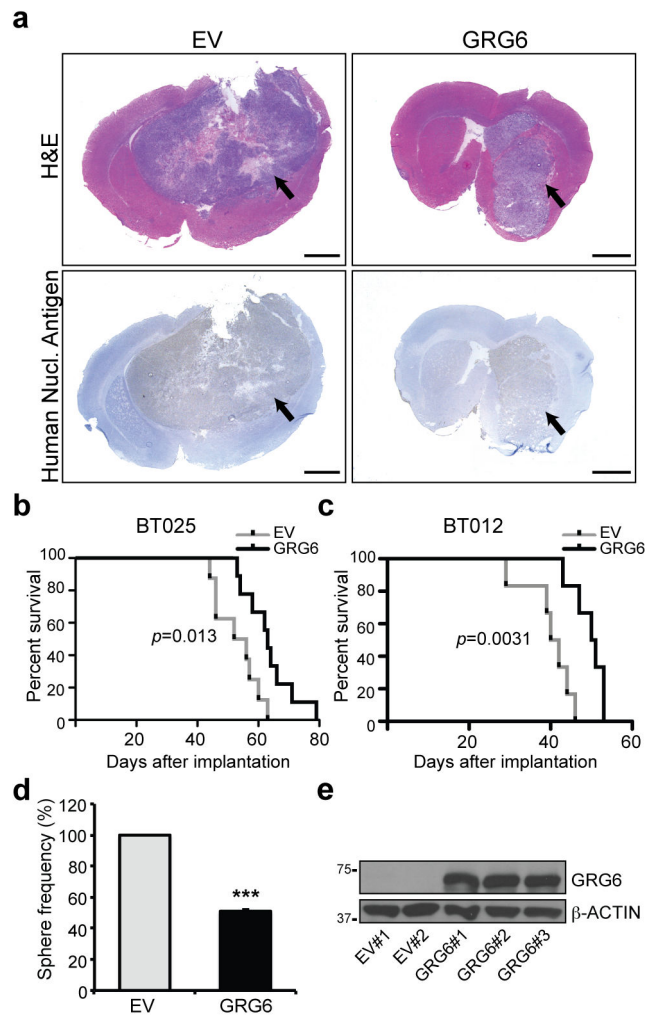 a
EV
GRG6
H&E
Human Nucl. Antigen
b
BT025
EV
GRG6
Percent survival
100
80
60
40
20
0
p=0.013
20
40
60
80
Days after implantation
c
BT012
EV
GRG6
Percent survival
100
80
60
40
20
0
p=0.0031
20
40
60
Days after implantation
d
Sphere frequency (%)
120
100
80
60
40
20
0
***
EV
GRG6
e
75-
GRG6
37-
β-ACTIN
EV#1
EV#2
GRG6#1
GRG6#2
GRG6#3